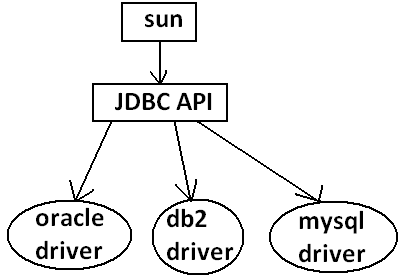 sun
JDBC API
oracle
driver
db2
driver
mysql
driver